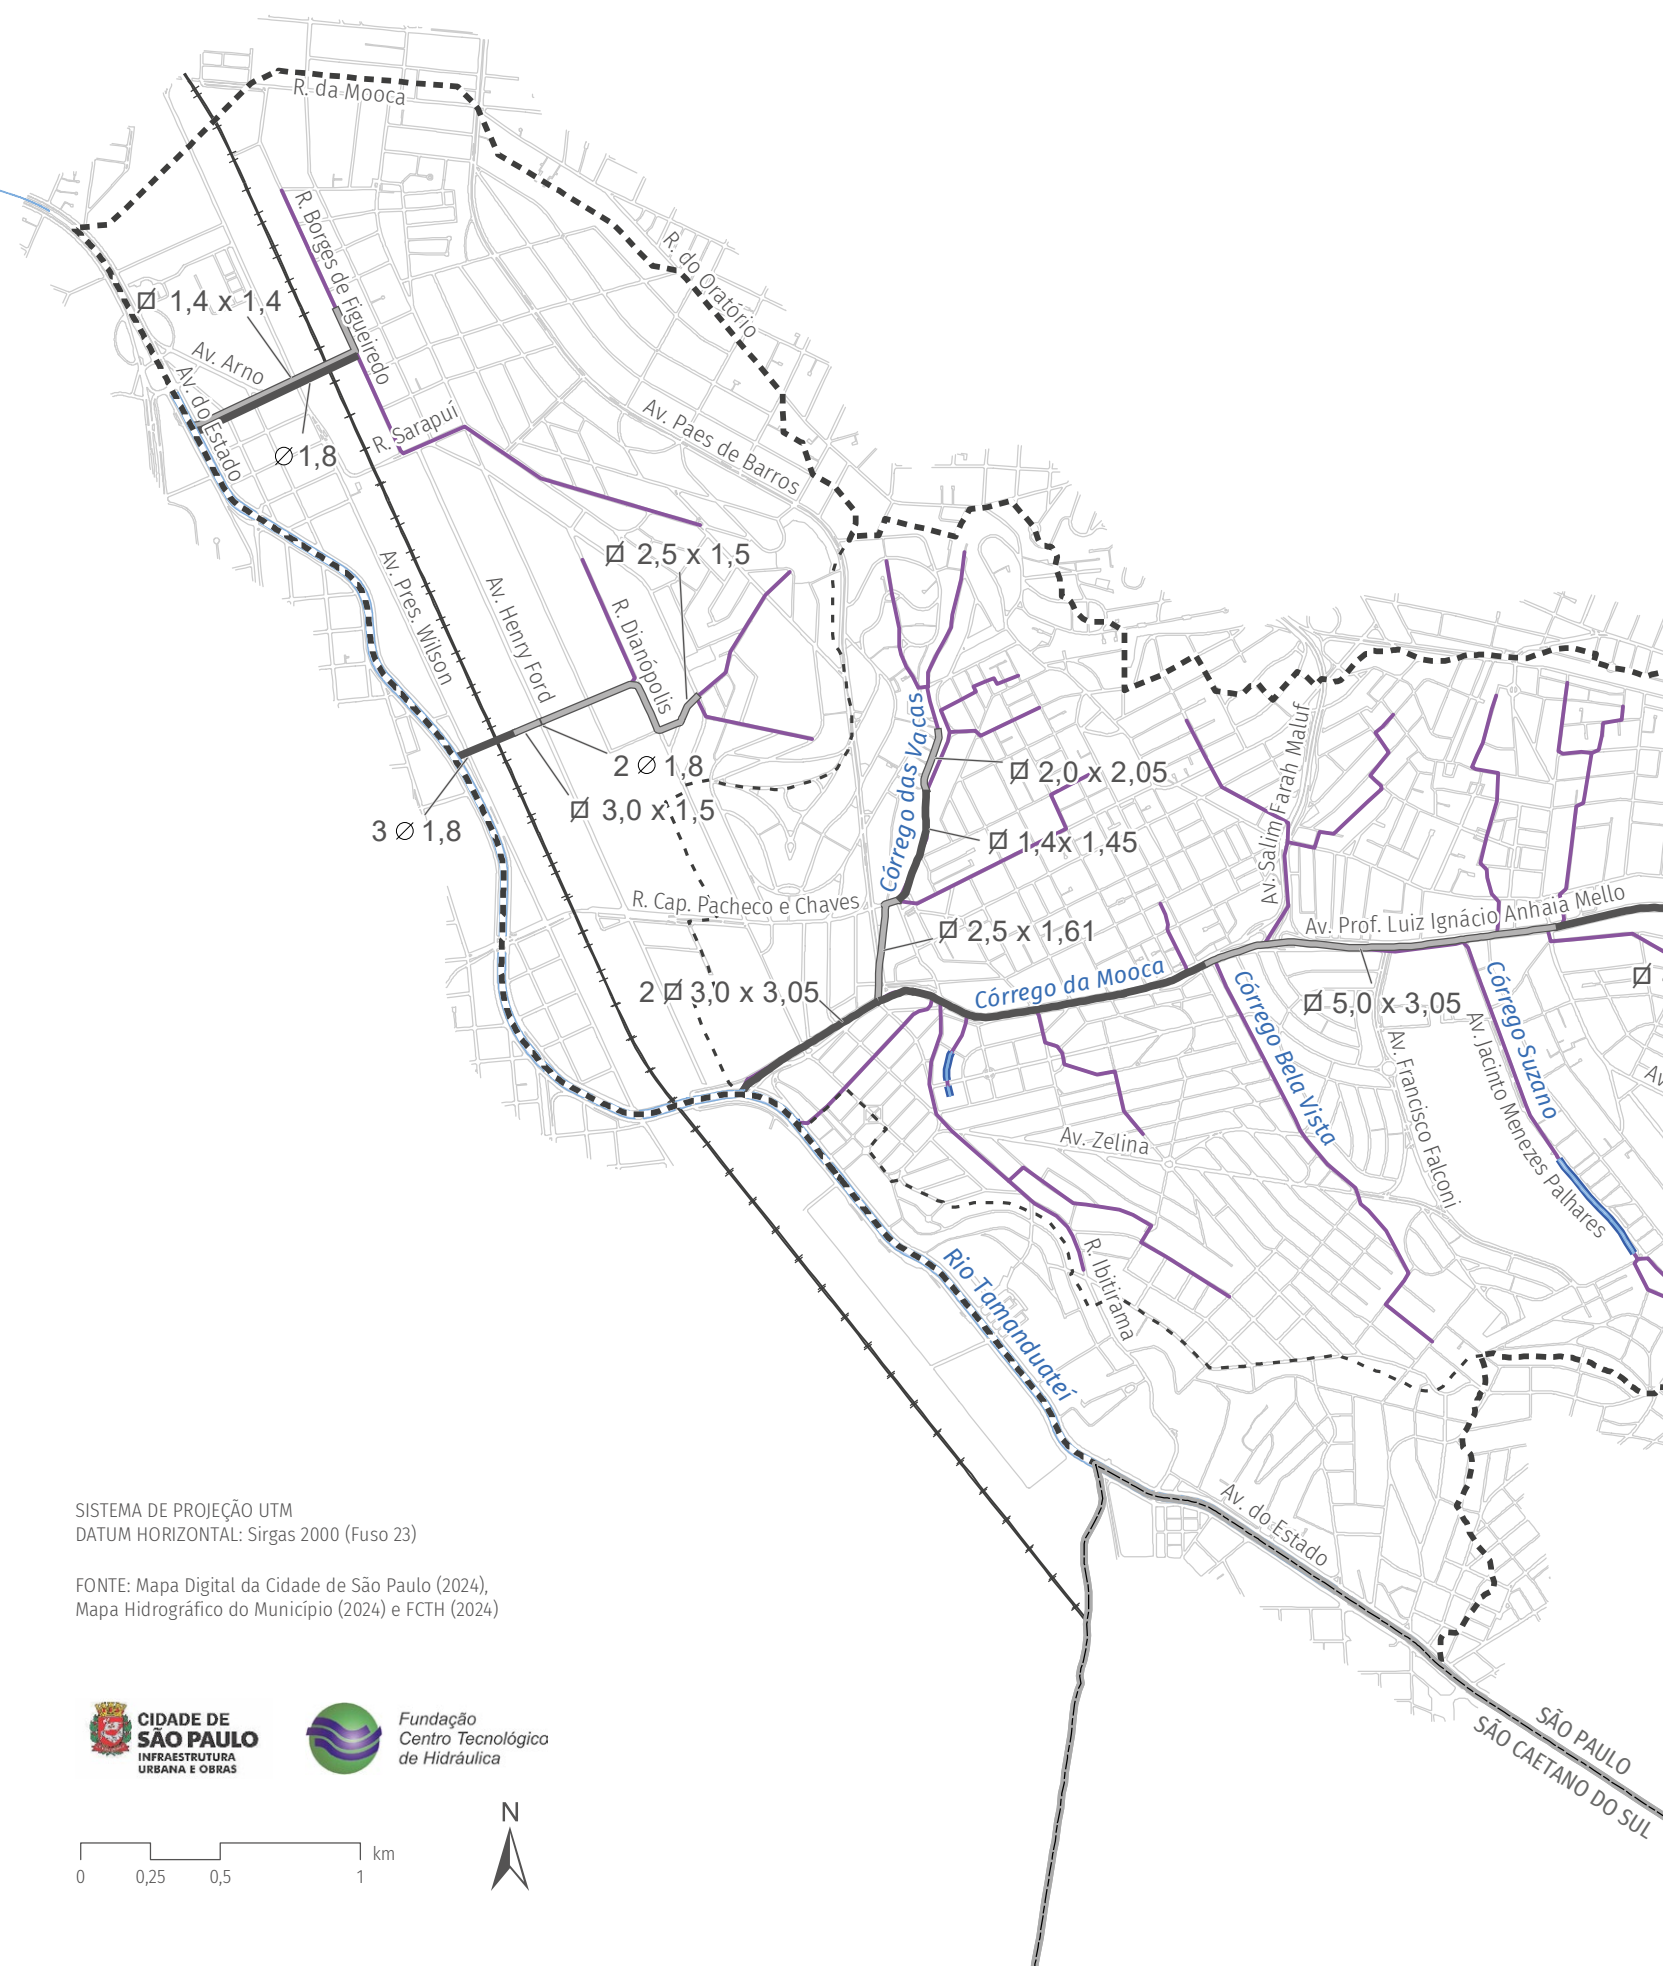 R. da Mooca
R. Borges de Figueiredo
R. do Oratório
1,4 x 1,4
Av. Arno
Av. do Estado
∅ 1,8
R. Sarapuí
Av. Paes de Barros
2,5 x 1,5
Av. Pres. Wilson
Av. Henry Ford
R. Dianópolis
2 ∅ 1,8
3,0 x 1,5
3 ∅ 1,8
Córrego das Vacas
2,0 x 2,05
1,4x 1,45
Av. Salim Farah Maluf
R. Cap. Pacheco e Chaves
2,5 x 1,61
Av. Prof. Luiz Ignácio Anhaia Mello
2 3,0 x 3,05
Córrego da Mooca
5,0 x 3,05
Córrego Bela Vista
Córrego Suzano
Av. Jacinto Menezes Palhares
Av. Francisco Falconi
Av.
Av. Zelina
R. Ibitirama
Rio Tamanduateí
Av. do Estado
SÃO PAULO
SÃO CAETANO DO SUL
SISTEMA DE PROJEÇÃO UTM
DATUM HORIZONTAL: Sirgas 2000 (Fuso 23)
FONTE: Mapa Digital da Cidade de São Paulo (2024),
Mapa Hidrográfico do Município (2024) e FCTH (2024)
CIDADE DE
SÃO PAULO
INFRAESTRUTURA
URBANA E OBRAS
Fundação
Centro Tecnológico
de Hidráulica
N
km
0 0,25 0,5 1